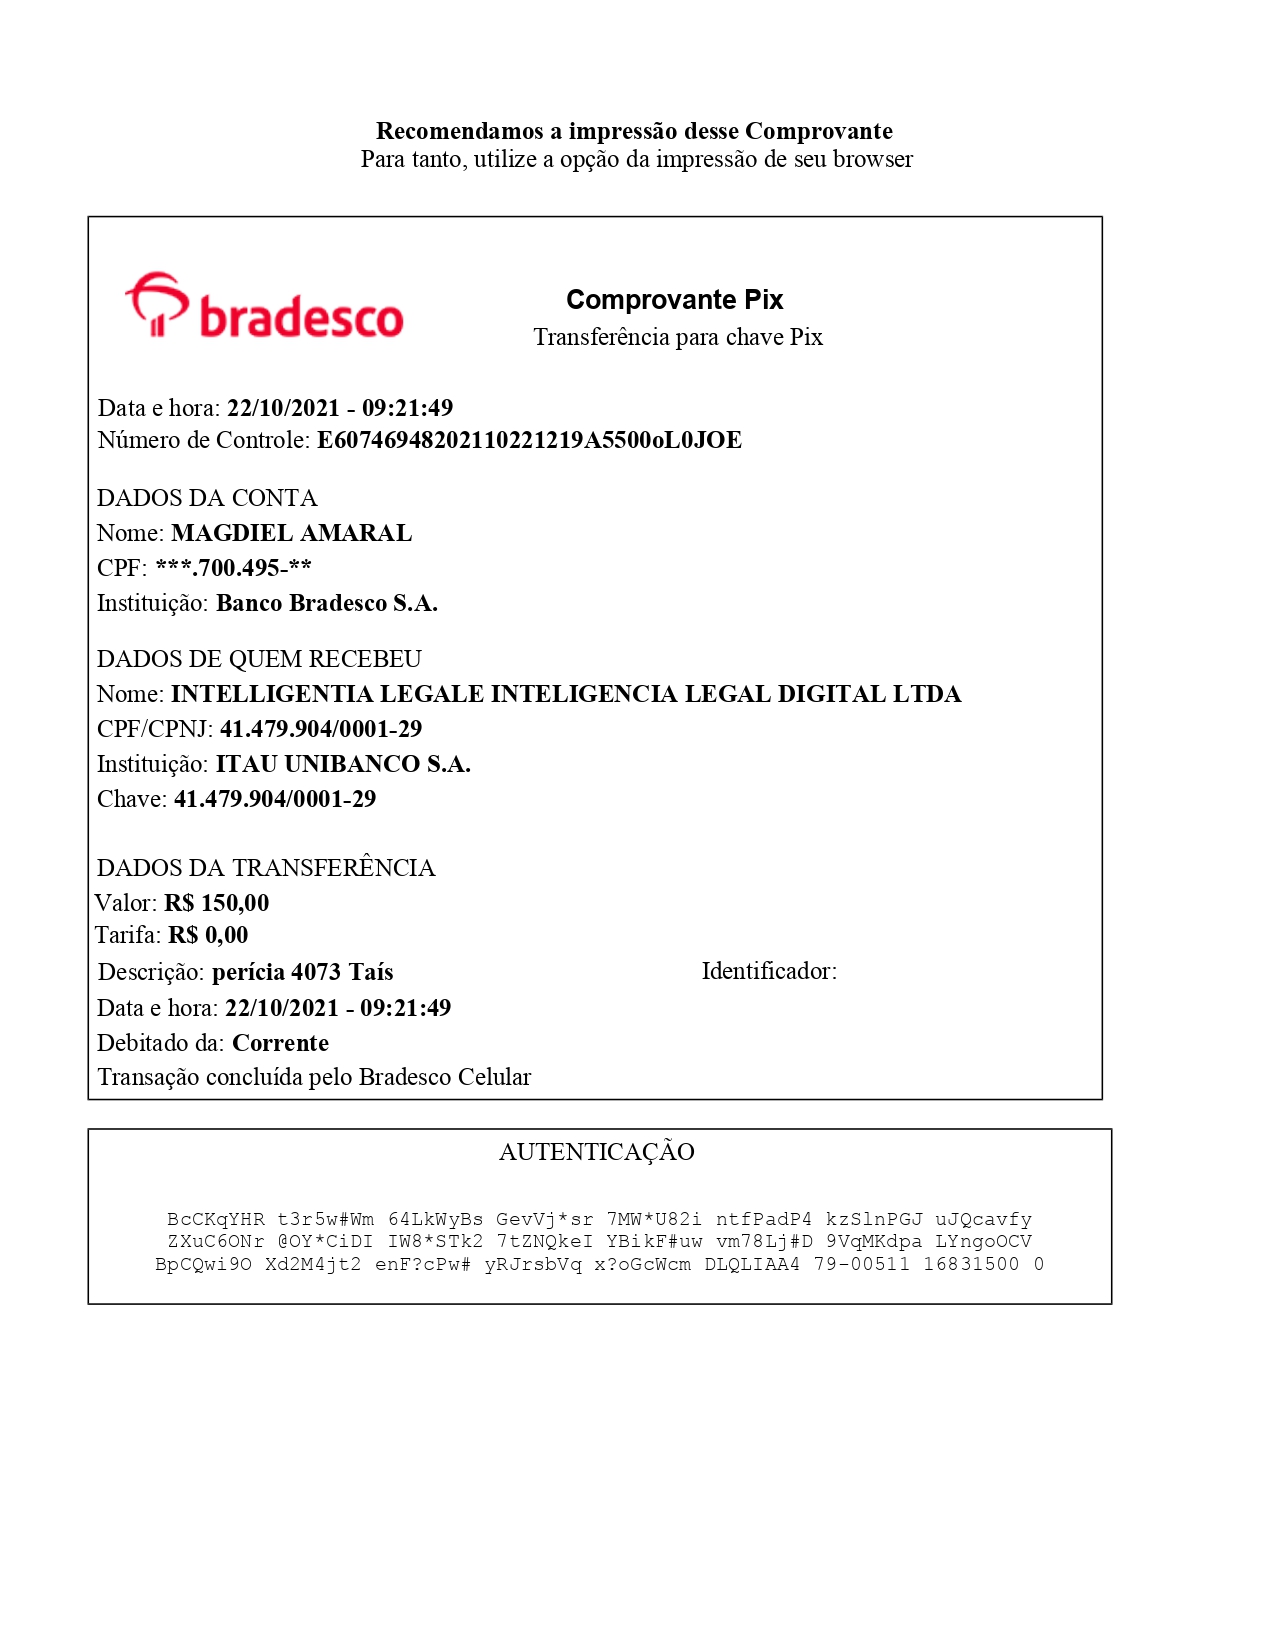 Recomendamos a impressão desse Comprovante
Para tanto, utilize a opção da impressão de seu browser
bradesco
Comprovante Pix
Transferência para chave Pix
Data e hora: 22/10/2021 - 09:21:49
Número de Controle: E60746948202110221219A5500oL0JOE
DADOS DA CONTA
Nome: MAGDIEL AMARAL
CPF: ***.700.495-**
Instituição: Banco Bradesco S.A.
DADOS DE QUEM RECEBEU
Nome: INTELLIGENTIA LEGALE INTELIGENCIA LEGAL DIGITAL LTDA
CPF/CPNJ: 41.479.904/0001-29
Instituição: ITAU UNIBANCO S.A.
Chave: 41.479.904/0001-29
DADOS DA TRANSFERÊNCIA
Valor: R$ 150,00
Tarifa: R$ 0,00
Descrição: perícia 4073 Taís Identificador:
Data e hora: 22/10/2021 - 09:21:49
Debitado da: Corrente
Transação concluída pelo Bradesco Celular
AUTENTICAÇÃO
BcCKqYHR t3r5w#Wm 64LkWyBs GevVj*sr 7MW*U82i ntfPadP4 kzSlnPGJ uJQcavfy
ZXuC6ONr @OY*CiDI IW8*STk2 7tZNQkeI YBikF#uw vm78Lj#D 9VqMKdpa LYngoOCV
BpCQwi9O Xd2M4jt2 enF?cPw# yRJrsbVq x?oGcWcm DLQLIAA4 79-00511 16831500 0